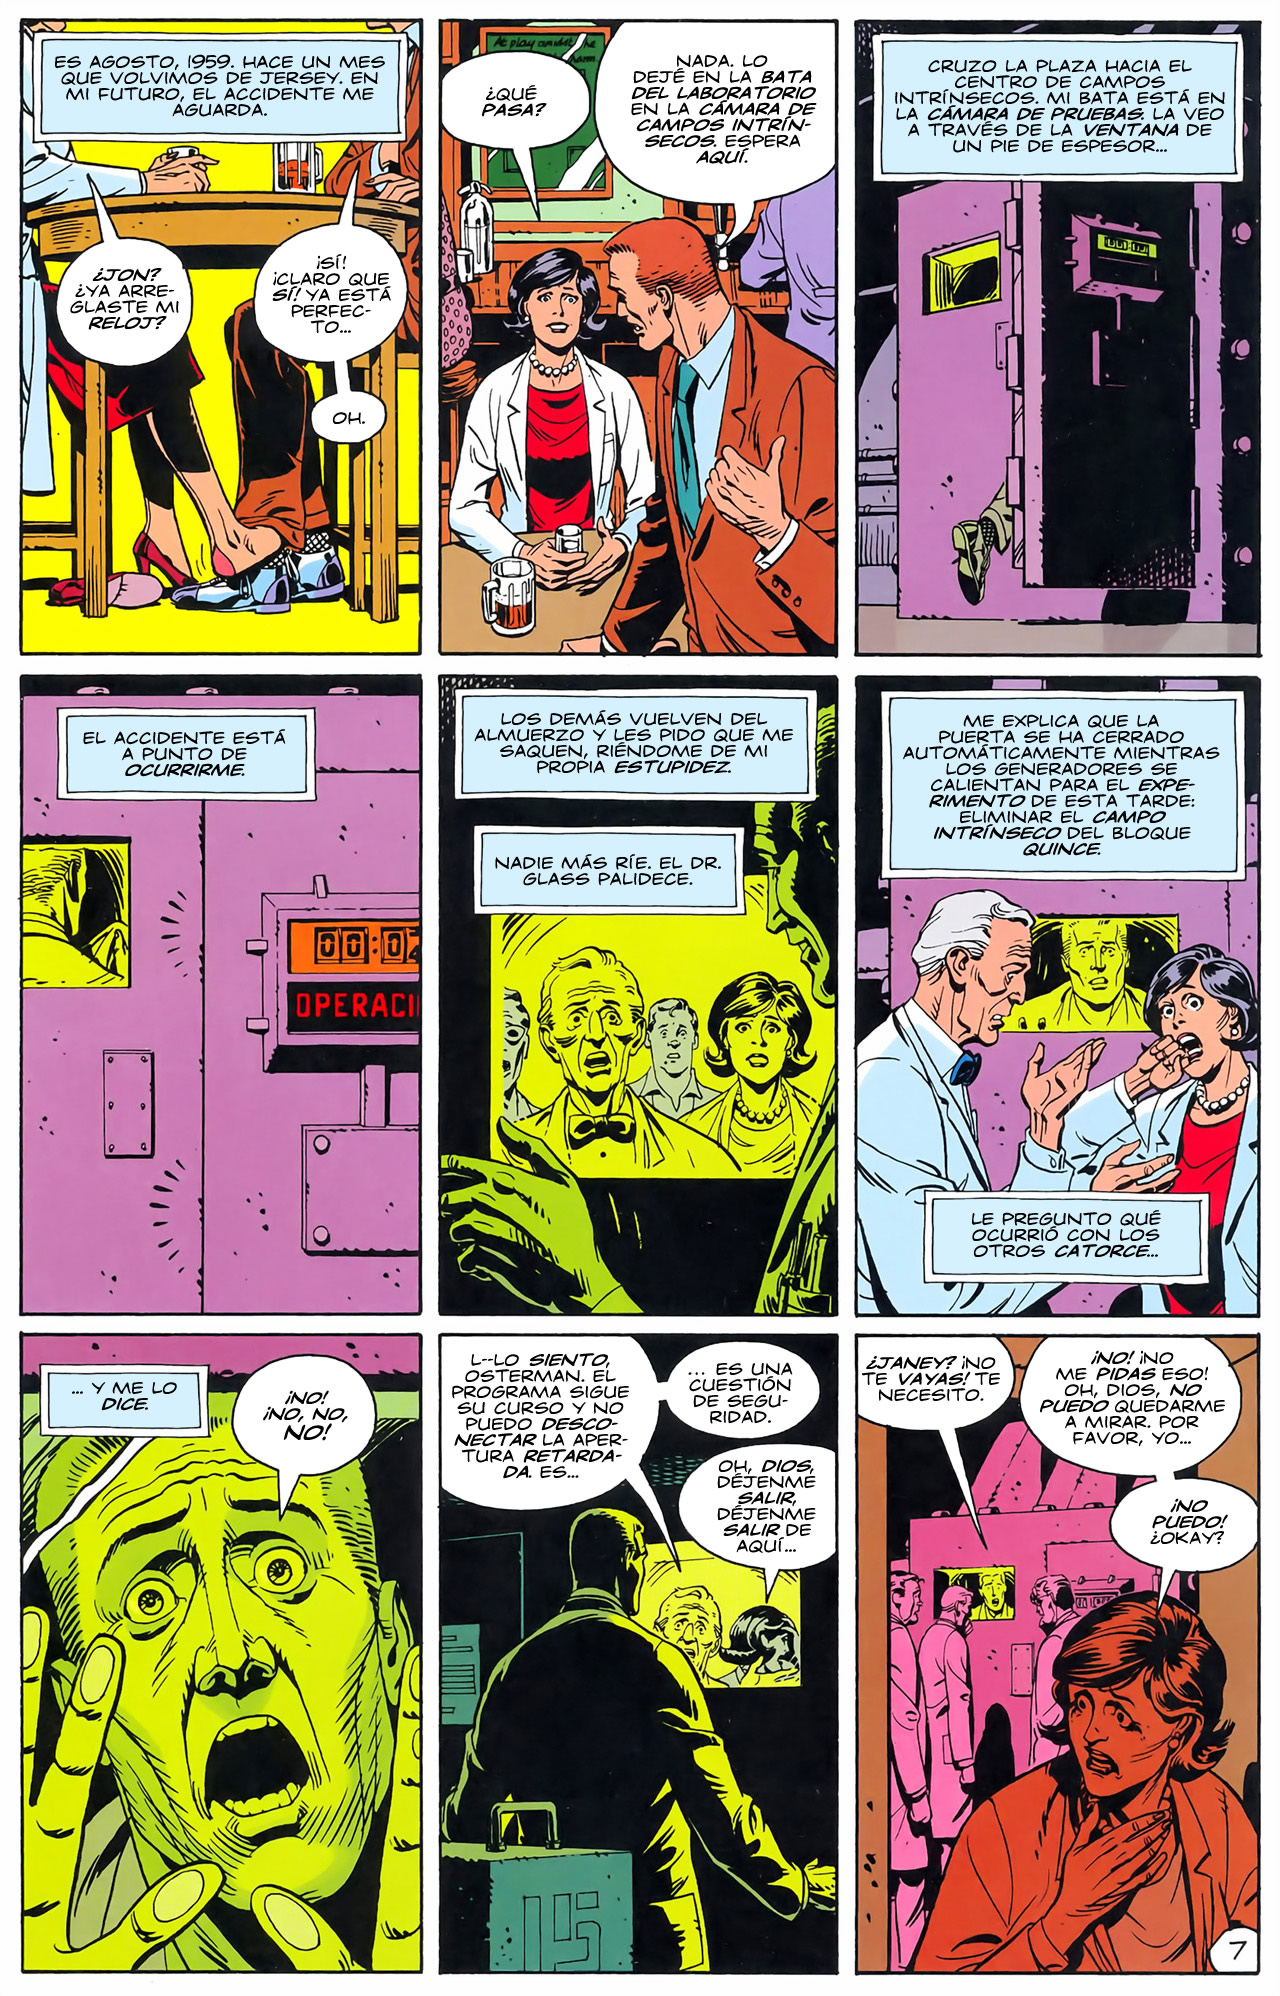 ES AGOSTO, 1959. HACE UN MES
QUE VOLVIMOS DE JERSEY. EN
MI FUTURO, EL ACCIDENTE ME
AGUARDA.
¿JON?
¿YA ARRE-
GLASTE MI
RELOJ?
¡SÍ!
¡CLARO QUE
SÍ! YA ESTÁ
PERFEC-
TO...
OH.
At play amidst the
¿QUÉ
PASA?
NADA. LO
DEJÉ EN LA BATA
DEL LABORATORIO
EN LA CÁMARA DE
CAMPOS INTRÍN-
SECOS. ESPERA
AQUÍ.
CRUZO LA PLAZA HACIA EL
CENTRO DE CAMPOS
INTRÍNSECOS. MI BATA ESTÁ EN
LA CÁMARA DE PRUEBAS. LA VEO
A TRAVÉS DE LA VENTANA DE
UN PIE DE ESPESOR...
EL ACCIDENTE ESTÁ
A PUNTO DE
OCURRIRME.
00:02
OPERACI
LOS DEMÁS VUELVEN DEL
ALMUERZO Y LES PIDO QUE ME
SAQUEN, RIÉNDOME DE MI
PROPIA ESTUPIDEZ.
NADIE MÁS RÍE. EL DR.
GLASS PALIDECE.
ME EXPLICA QUE LA
PUERTA SE HA CERRADO
AUTOMÁTICAMENTE MIENTRAS
LOS GENERADORES SE
CALIENTAN PARA EL EXPE-
RIMENTO DE ESTA TARDE:
ELIMINAR EL CAMPO
INTRÍNSECO DEL BLOQUE
QUINCE.
LE PREGUNTO QUÉ
OCURRIÓ CON LOS
OTROS CATORCE...
... Y ME LO
DICE.
¡NO!
¡NO, NO,
NO!
L--LO SIENTO,
OSTERMAN. EL
PROGRAMA SIGUE
SU CURSO Y NO
PUEDO DESCO-
NECTAR LA APER-
TURA RETARDA-
DA. ES...
... ES UNA
CUESTIÓN
DE SEGU-
RIDAD.
OH, DIOS,
DÉJENME
SALIR,
DÉJENME
SALIR DE
AQUÍ...
15
¿JANEY? ¡NO
TE VAYAS! TE
NECESITO.
¡NO! ¡NO
ME PIDAS ESO!
OH, DIOS, NO
PUEDO QUEDARME
A MIRAR. POR
FAVOR, YO...
¡NO
PUEDO!
¿OKAY?
7